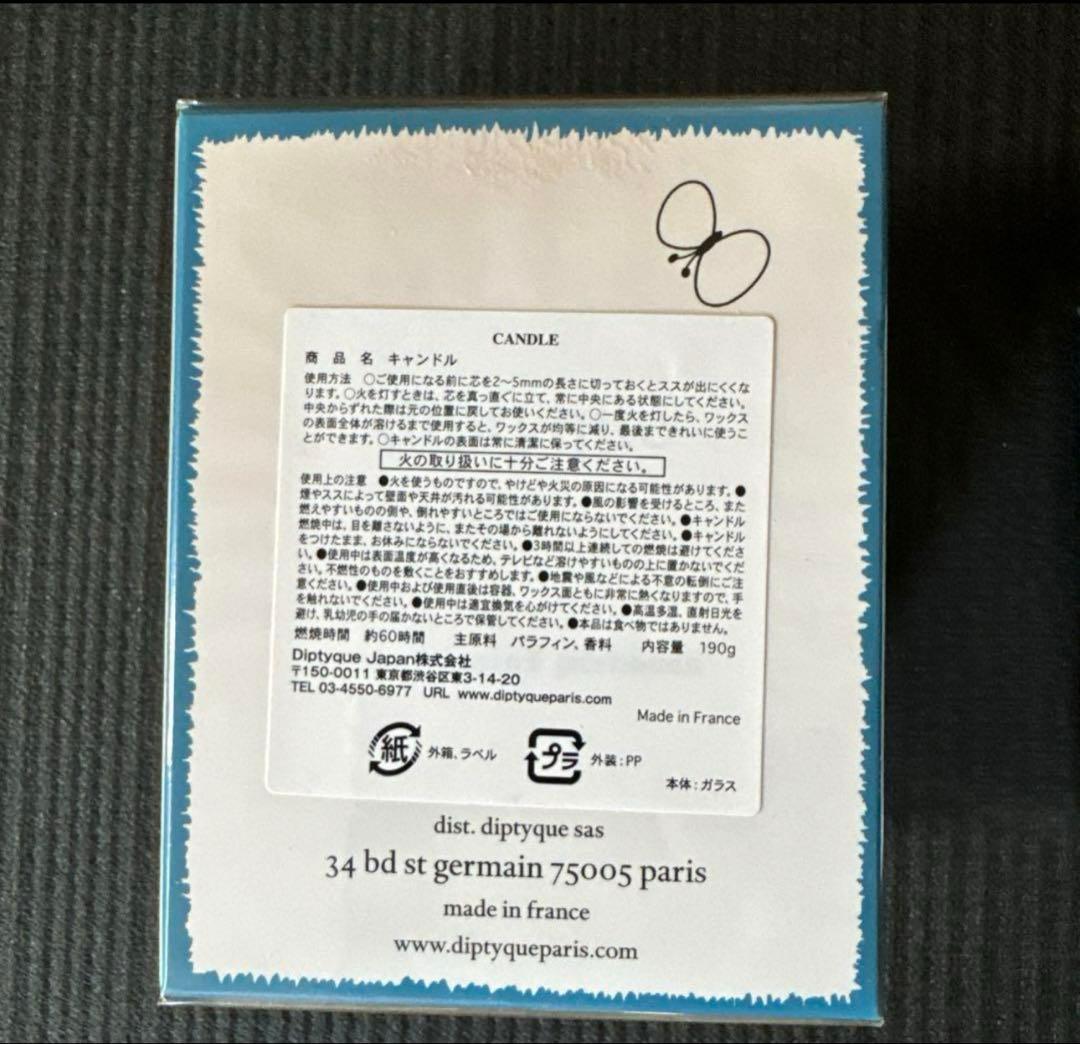 CANDLE
商品名 キャンドル
使用方法 ○ご使用になる前に芯を2〜5mmの長さに切っておくとススが出にくくな
ります。○火を灯すときは、芯を真っ直ぐに立て、常に中央にある状態にしてください。
中央からずれた際は元の位置に戻してお使いください。○一度火を灯したら、ワックス
の表面全体が溶けるまで使用すると、ワックスが均等に減り、最後まできれいに使うこ
とができます。○キャンドルの表面は常に清潔に保ってください。
火の取り扱いに十分ご注意ください。
使用上の注意 ●火を使うものですので、やけどや火災の原因になる可能性があります。●
煙やススによって壁面や天井が汚れる可能性があります。●風の影響を受けるところ、また
燃えやすいものの側や、倒れやすいところではご使用にならないでください。●キャンドル
燃焼中は、目を離さないように、またその場から離れないようにしてください。●キャンドル
をつけたまま、お休みにならないでください。●3時間以上連続しての燃焼は避けてくださ
い。●使用中は表面温度が高くなるため、テレビなど溶けやすいものの上に置かないでくだ
さい。不燃性のものを敷くことをおすすめします。●地震や風などによる不意の転倒にご注
意ください。●使用中および使用直後は容器、ワックス面ともに非常に熱くなりますので、手
を触れないでください。●使用中は適宜換気を心がけてください。●高温多湿、直射日光を
避け、乳幼児の手の届かないところで保管してください。●本品は食べ物ではありません。
燃焼時間 約60時間 主原料 パラフィン、香料 内容量 190g
Diptyque Japan株式会社
〒150-0011 東京都渋谷区東3-14-20
TEL 03-4550-6977 URL www.diptyqueparis.com
Made in France
紙 外箱、ラベル プラ 外装:PP
本体:ガラス
dist. diptyque sas
34 bd st germain 75005 paris
made in france
www.diptyqueparis.com